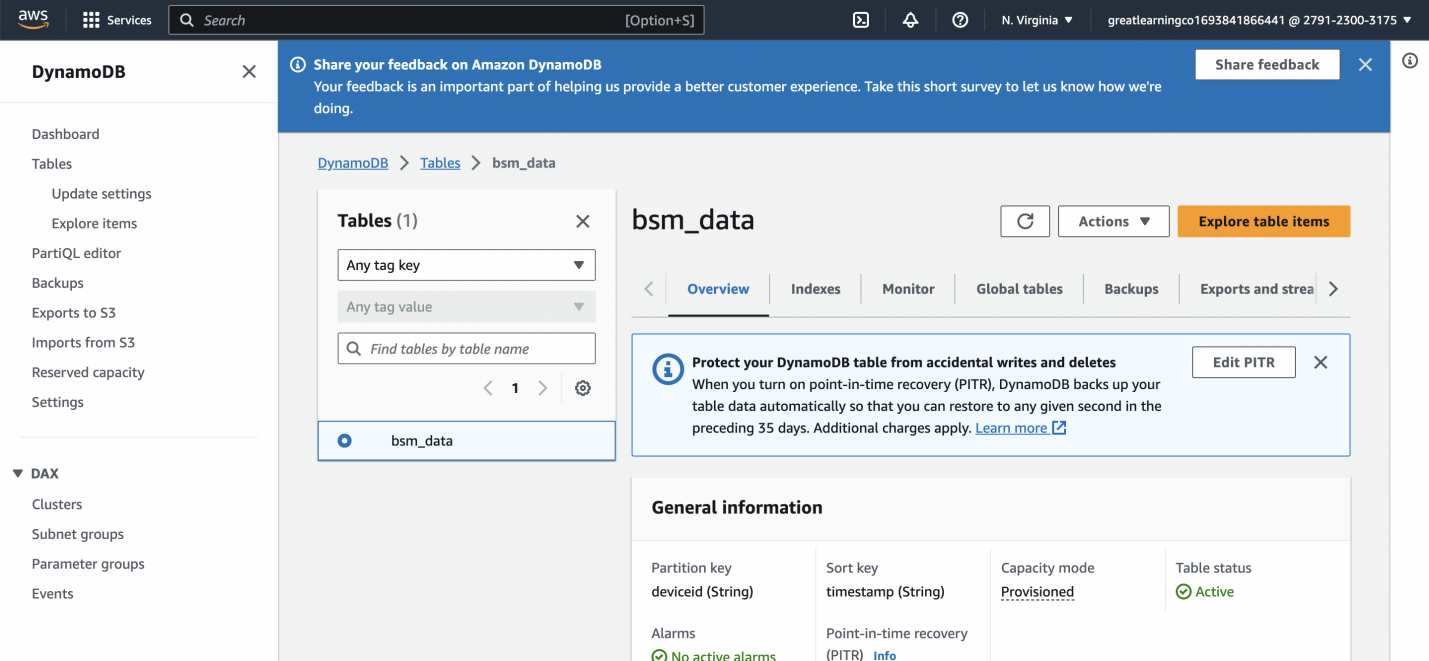 aws
Services
Search
[Option+S]
N. Virginia
greatlearningco1693841866441 @ 2791-2300-3175
DynamoDB
Dashboard
Tables
Update settings
Explore items
PartiQL editor
Backups
Exports to S3
Imports from S3
Reserved capacity
Settings
DAX
Clusters
Subnet groups
Parameter groups
Events
Share your feedback on Amazon DynamoDB
Your feedback is an important part of helping us provide a better customer experience. Take this short survey to let us know how we're
doing.
Share feedback
DynamoDB
Tables
bsm_data
Tables (1)
Any tag key
Any tag value
Find tables by table name
1
bsm_data
bsm_data
Actions
Explore table items
Overview
Indexes
Monitor
Global tables
Backups
Exports and strea
Protect your DynamoDB table from accidental writes and deletes
When you turn on point-in-time recovery (PITR), DynamoDB backs up your
table data automatically so that you can restore to any given second in the
preceding 35 days. Additional charges apply. Learn more
Edit PITR
General information
Partition key
deviceid (String)
Sort key
timestamp (String)
Capacity mode
Provisioned
Table status
Active
Alarms
No active alarms
Point-in-time recovery
(PITR) Info